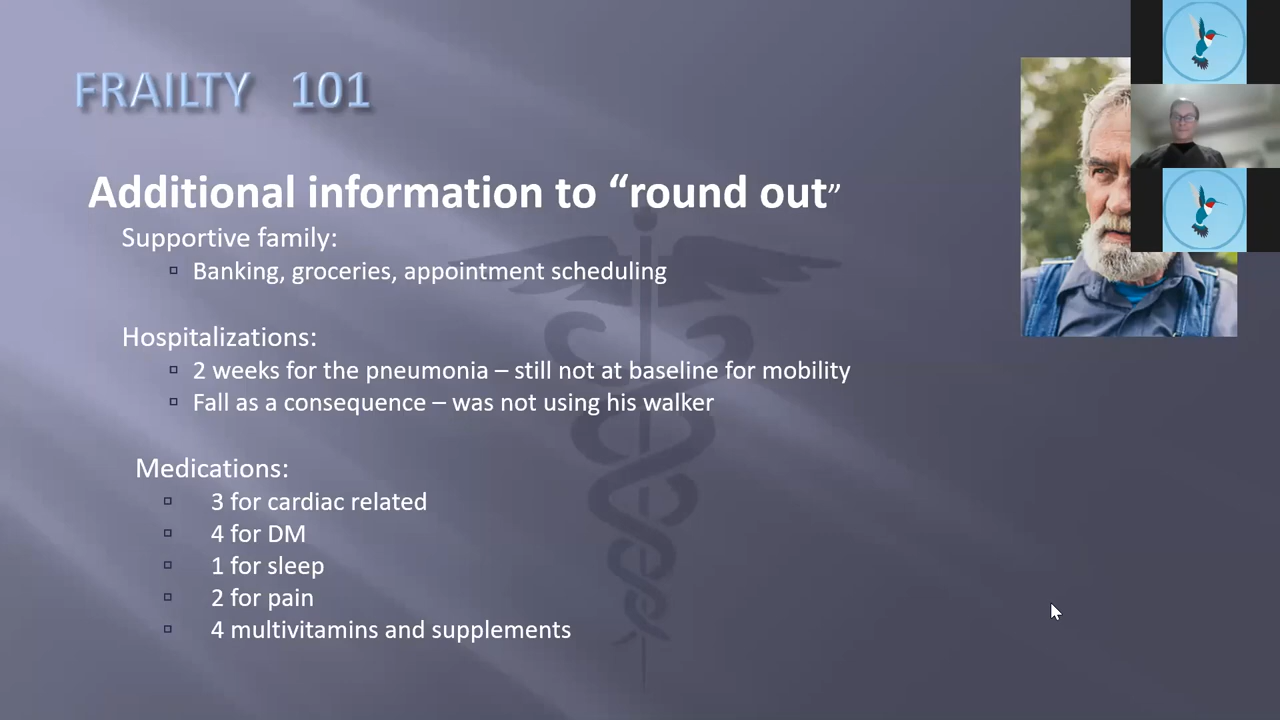 FRAILTY 101
Additional information to “round out”
Supportive family:
Banking, groceries, appointment scheduling
Hospitalizations:
2 weeks for the pneumonia – still not at baseline for mobility
Fall as a consequence – was not using his walker
Medications:
3 for cardiac related
4 for DM
1 for sleep
2 for pain
4 multivitamins and supplements